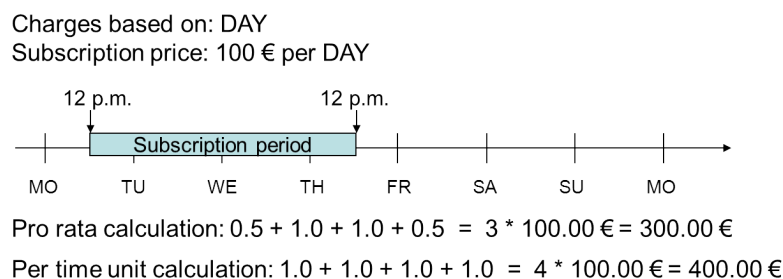 Charges based on: DAY
Subscription price: 100 € per DAY
12 p.m. 12 p.m.
Subscription period
MO TU WE TH FR SA SU MO
Pro rata calculation: 0.5 + 1.0 + 1.0 + 0.5 = 3 * 100.00 € = 300.00 €
Per time unit calculation: 1.0 + 1.0 + 1.0 + 1.0 = 4 * 100.00 € = 400.00 €